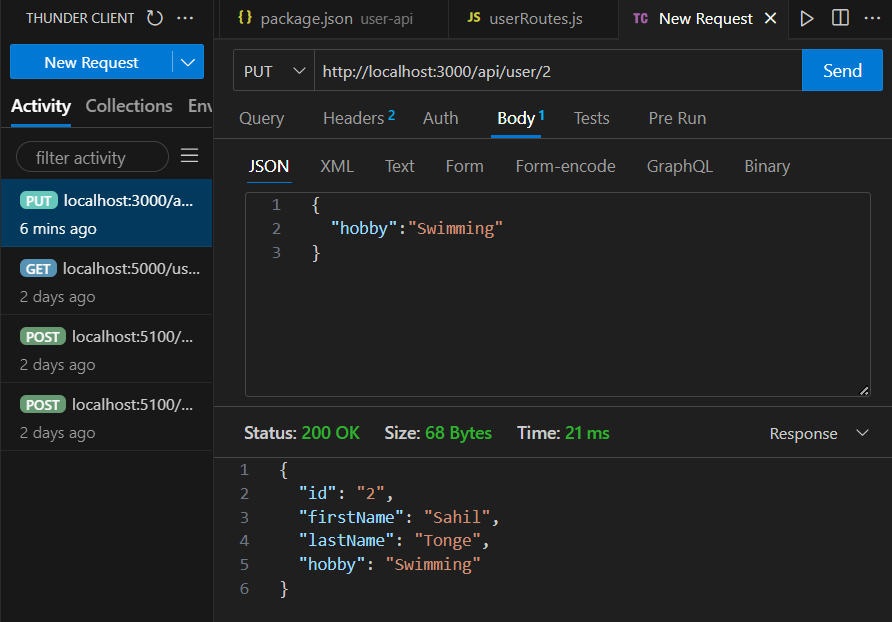 THUNDER CLIENT
New Request
Activity Collections Env
filter activity
PUT localhost:3000/a...
6 mins ago
GET localhost:5000/us...
2 days ago
POST localhost:5100/...
2 days ago
POST localhost:5100/...
2 days ago
{} package.json user-api
JS userRoutes.js
TC New Request
PUT http://localhost:3000/api/user/2 Send
Query Headers 2 Auth Body 1 Tests Pre Run
JSON XML Text Form Form-encode GraphQL Binary
1 {
2 "hobby":"Swimming"
3 }
Status: 200 OK Size: 68 Bytes Time: 21 ms Response
1 {
2 "id": "2",
3 "firstName": "Sahil",
4 "lastName": "Tonge",
5 "hobby": "Swimming"
6 }